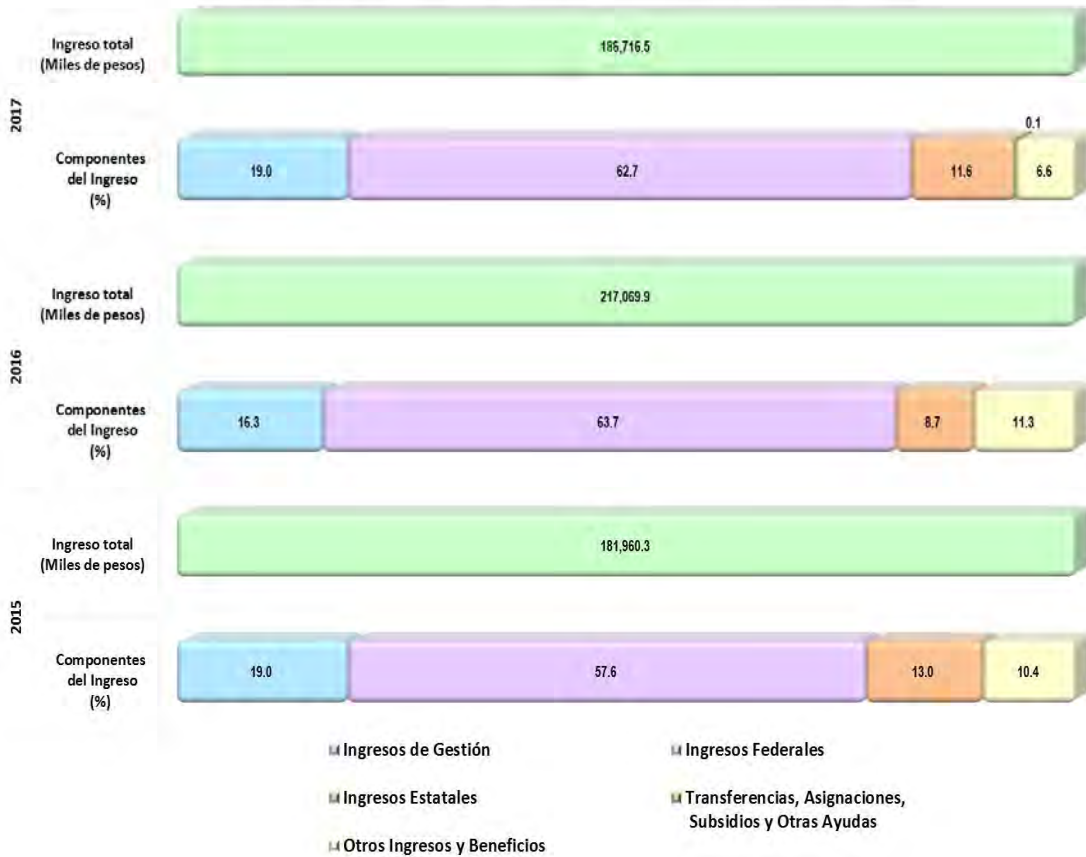 2017
Ingreso total
(Miles de pesos)
186,716.5
Componentes
del Ingreso
(%)
19.0
62.7
11.6
0.1
6.6
2016
Ingreso total
(Miles de pesos)
217,069.9
Componentes
del Ingreso
(%)
16.3
63.7
8.7
11.3
2015
Ingreso total
(Miles de pesos)
181,960.3
Componentes
del Ingreso
(%)
19.0
57.6
13.0
10.4
Ingresos de Gestión
Ingresos Federales
Ingresos Estatales
Transferencias, Asignaciones,
Subsidios y Otras Ayudas
Otros Ingresos y Beneficios